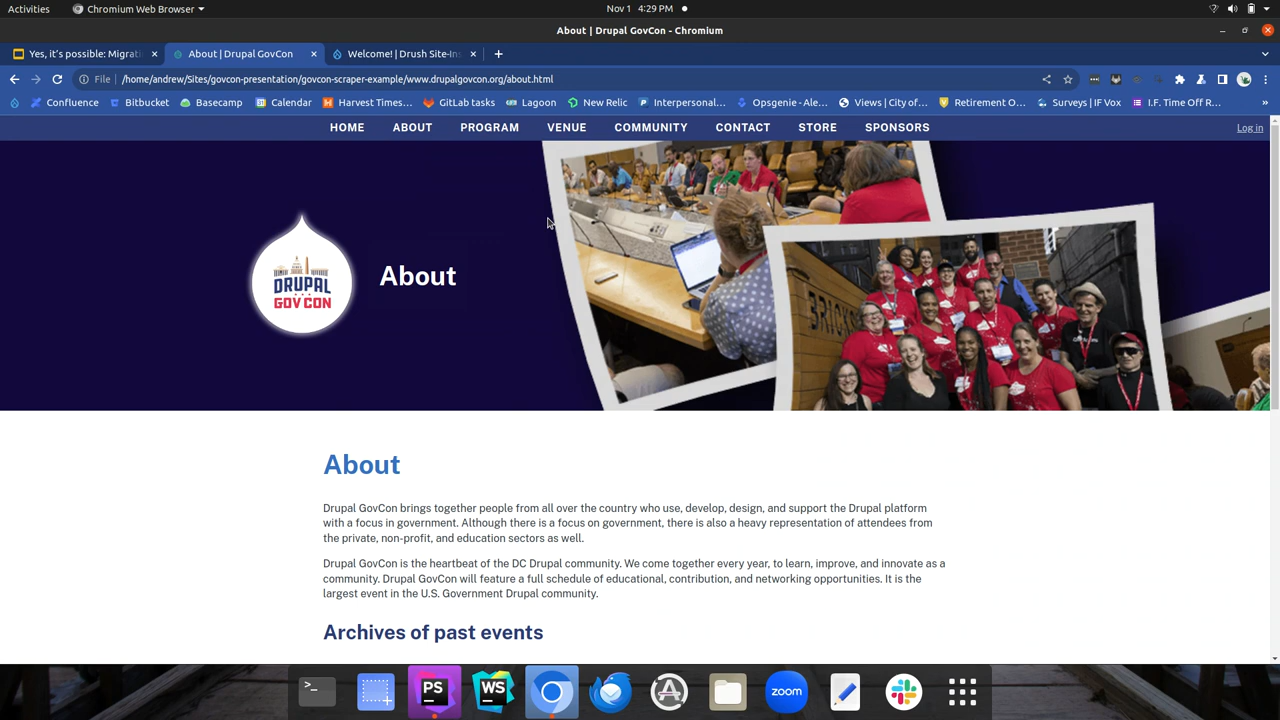 Activities
Chromium Web Browser
Nov 1 4:29 PM
About | Drupal GovCon - Chromium
Yes, it's possible: Migrati
About | Drupal GovCon
Welcome! | Drush Site-Ins
File
/home/andrew/Sites/govcon-presentation/govcon-scraper-example/www.drupalgovcon.org/about.html
Confluence
Bitbucket
Basecamp
Calendar
Harvest Times...
GitLab tasks
Lagoon
New Relic
Interpersonal...
Opsgenie - Ale...
Views | City of...
Retirement O...
Surveys | IF Vox
I.F. Time Off R...
HOME
ABOUT
PROGRAM
VENUE
COMMUNITY
CONTACT
STORE
SPONSORS
Log in
DRUPAL
GOVCON
About
BRICKS
About
Drupal GovCon brings together people from all over the country who use, develop, design, and support the Drupal platform
with a focus in government. Although there is a focus on government, there is also a heavy representation of attendees from
the private, non-profit, and education sectors as well.
Drupal GovCon is the heartbeat of the DC Drupal community. We come together every year, to learn, improve, and innovate as a
community. Drupal GovCon will feature a full schedule of educational, contribution, and networking opportunities. It is the
largest event in the U.S. Government Drupal community.
Archives of past events
PS
WS
zoom